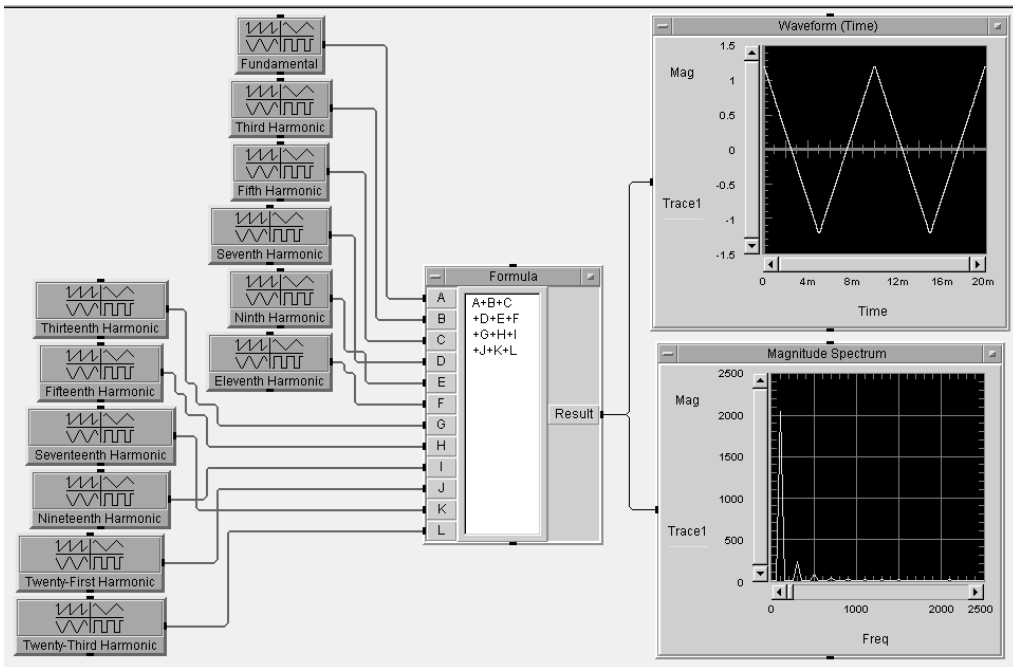 Fundamental
Third Harmonic
Fifth Harmonic
Seventh Harmonic
Ninth Harmonic
Eleventh Harmonic
Thirteenth Harmonic
Fifteenth Harmonic
Seventeenth Harmonic
Nineteenth Harmonic
Twenty-First Harmonic
Twenty-Third Harmonic
Formula
A
B
C
D
E
F
G
H
I
J
K
L
A+B+C
+D+E+F
+G+H+I
+J+K+L
Result
Waveform (Time)
Mag
Trace1
1.5
1
0.5
0
-0.5
-1
-1.5
0 4m 8m 12m 16m 20m
Time
Magnitude Spectrum
Mag
Trace1
2500
2000
1500
1000
500
0
0 1000 2000 2500
Freq